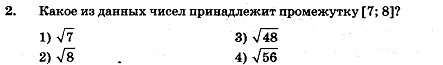 2. Какое из данных чисел принадлежит промежутку [7; 8]?
1) √7 3) √48
2) √8 4) √56